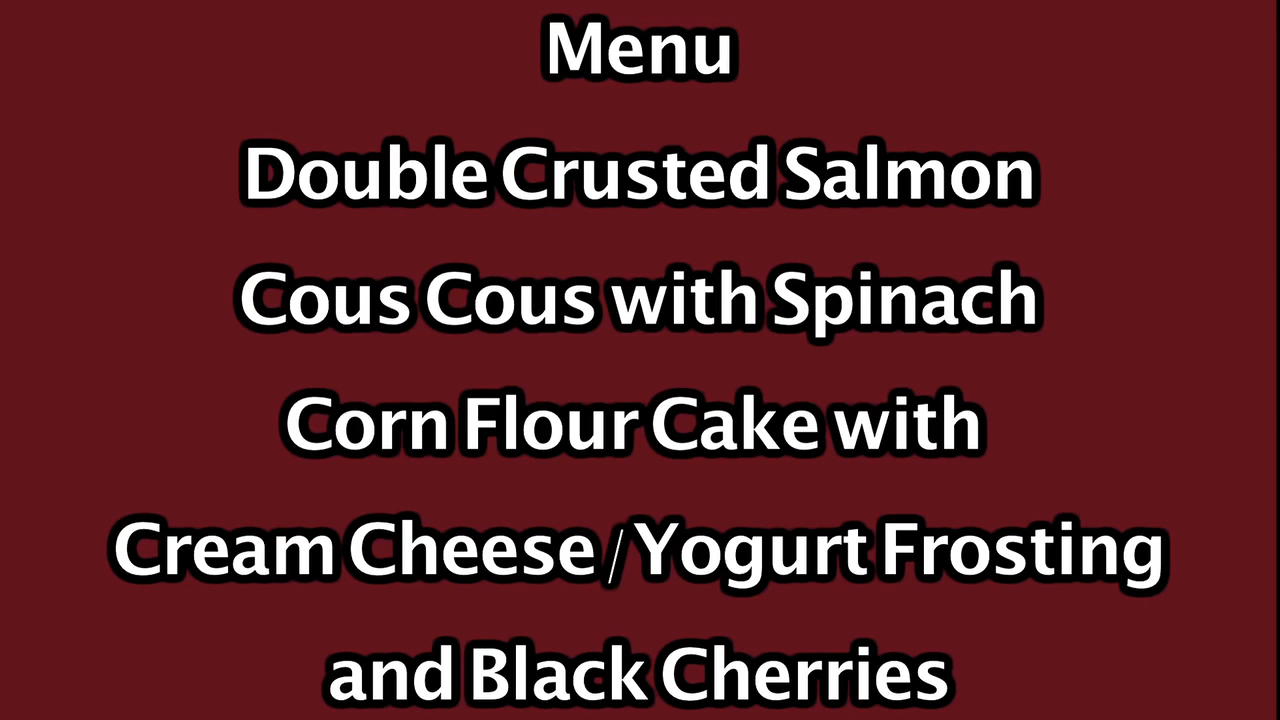 Menu
Double Crusted Salmon
Cous Cous with Spinach
Corn Flour Cake with
Cream Cheese / Yogurt Frosting
and Black Cherries